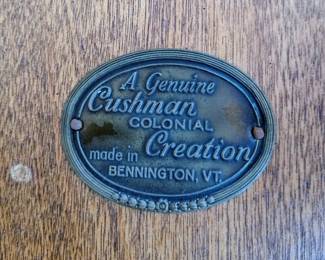 A Genuine
Cushman
COLONIAL
Creation
made in
BENNINGTON, VT.